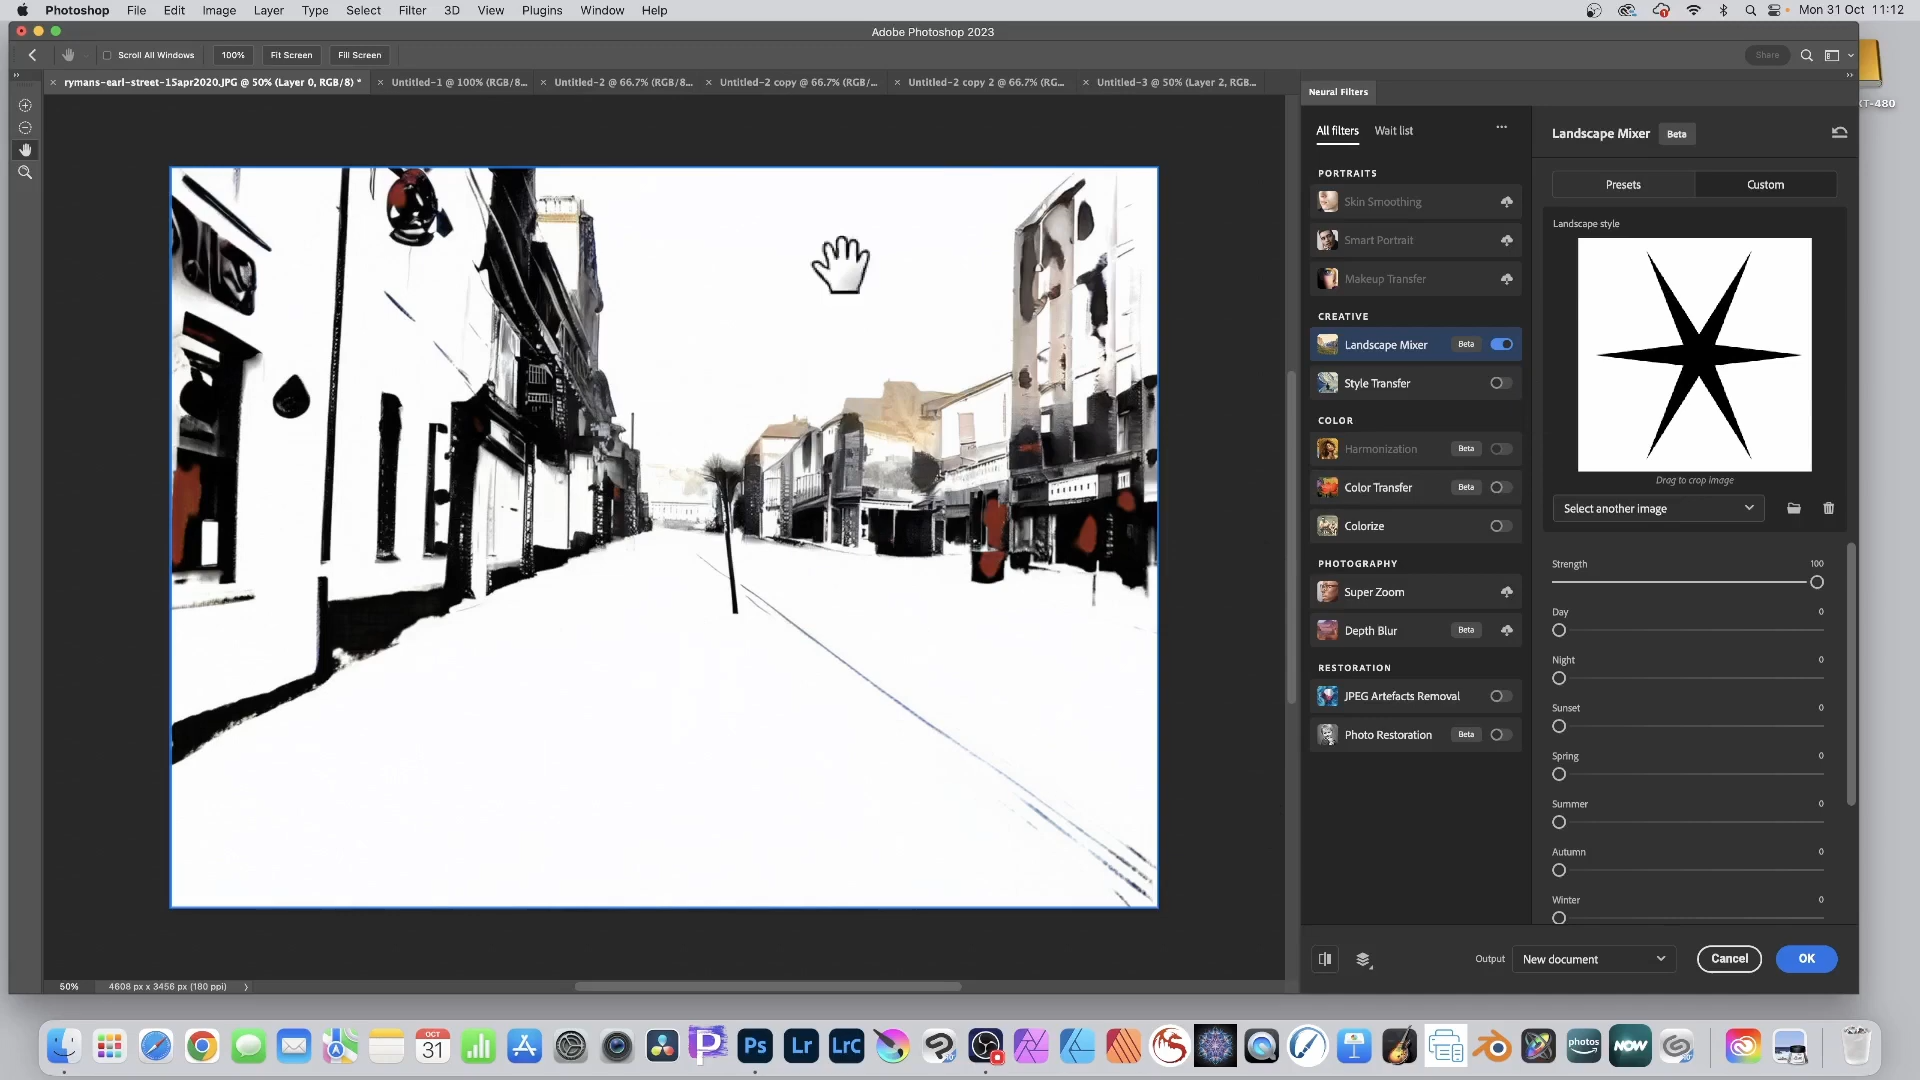 Photoshop File Edit Image Layer Type Select Filter 3D View Plugins Window Help Mon 31 Oct 11:12
Adobe Photoshop 2023
Scroll All Windows 100% Fit Screen Fill Screen Share
rymans-earl-street-15apr2020.JPG @ 50% (Layer 0, RGB/8) * Untitled-1 @ 100% (RGB/8... Untitled-2 @ 66.7% (RGB/8... Untitled-2 copy @ 66.7% (RGB/... Untitled-2 copy 2 @ 66.7% (RG... Untitled-3 @ 50% (Layer 2, RGB...
XT-480
Neural Filters
All filters Wait list
Landscape Mixer Beta
PORTRAITS
Presets Custom
Skin Smoothing
Landscape style
Smart Portrait
Makeup Transfer
CREATIVE
Landscape Mixer Beta
Style Transfer
COLOR
Harmonization Beta
Drag to crop image
Color Transfer Beta
Select another image
Colorize
PHOTOGRAPHY
Strength 100
Super Zoom
Day 0
Depth Blur Beta
Night 0
RESTORATION
JPEG Artefacts Removal
Sunset 0
Photo Restoration Beta
Spring 0
Summer 0
Autumn 0
Winter 0
Output New document Cancel OK
50% 4608 px x 3456 px (180 ppi)
OCT
31
Ps Lr LrC
photos
NOW